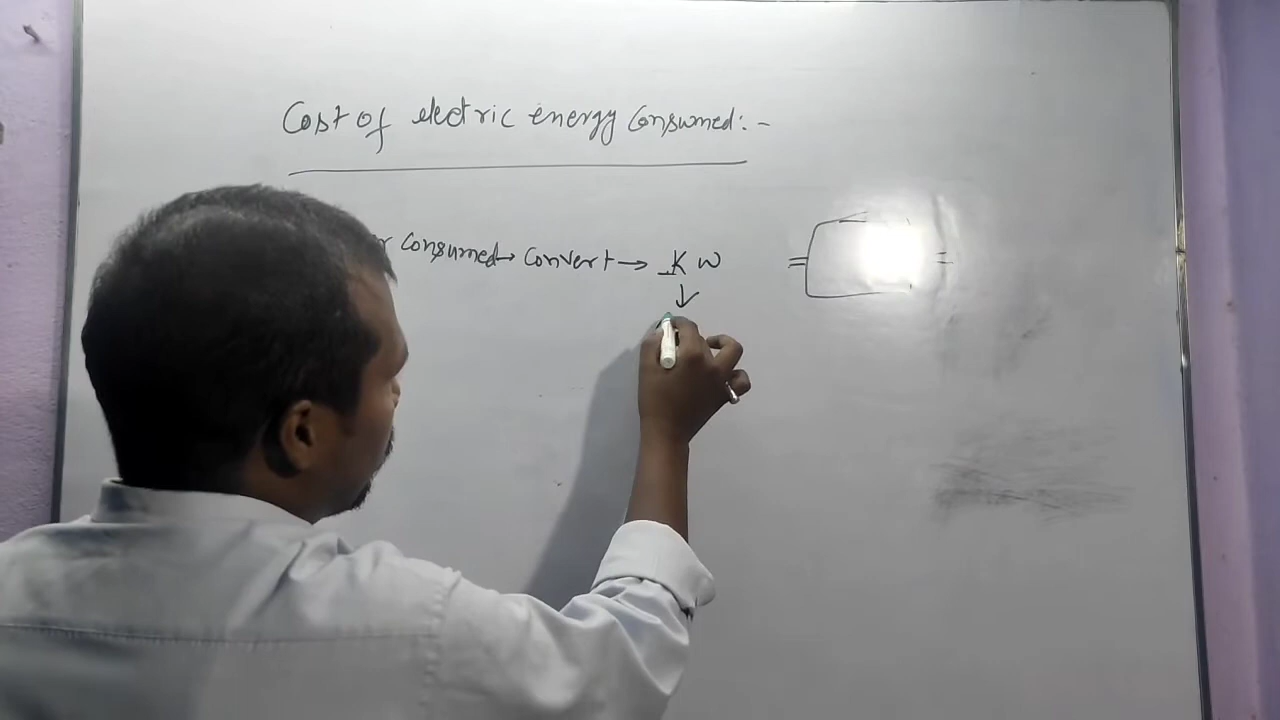 Cost of electric energy Consumed: -
Consumed → Convert → KW
↓